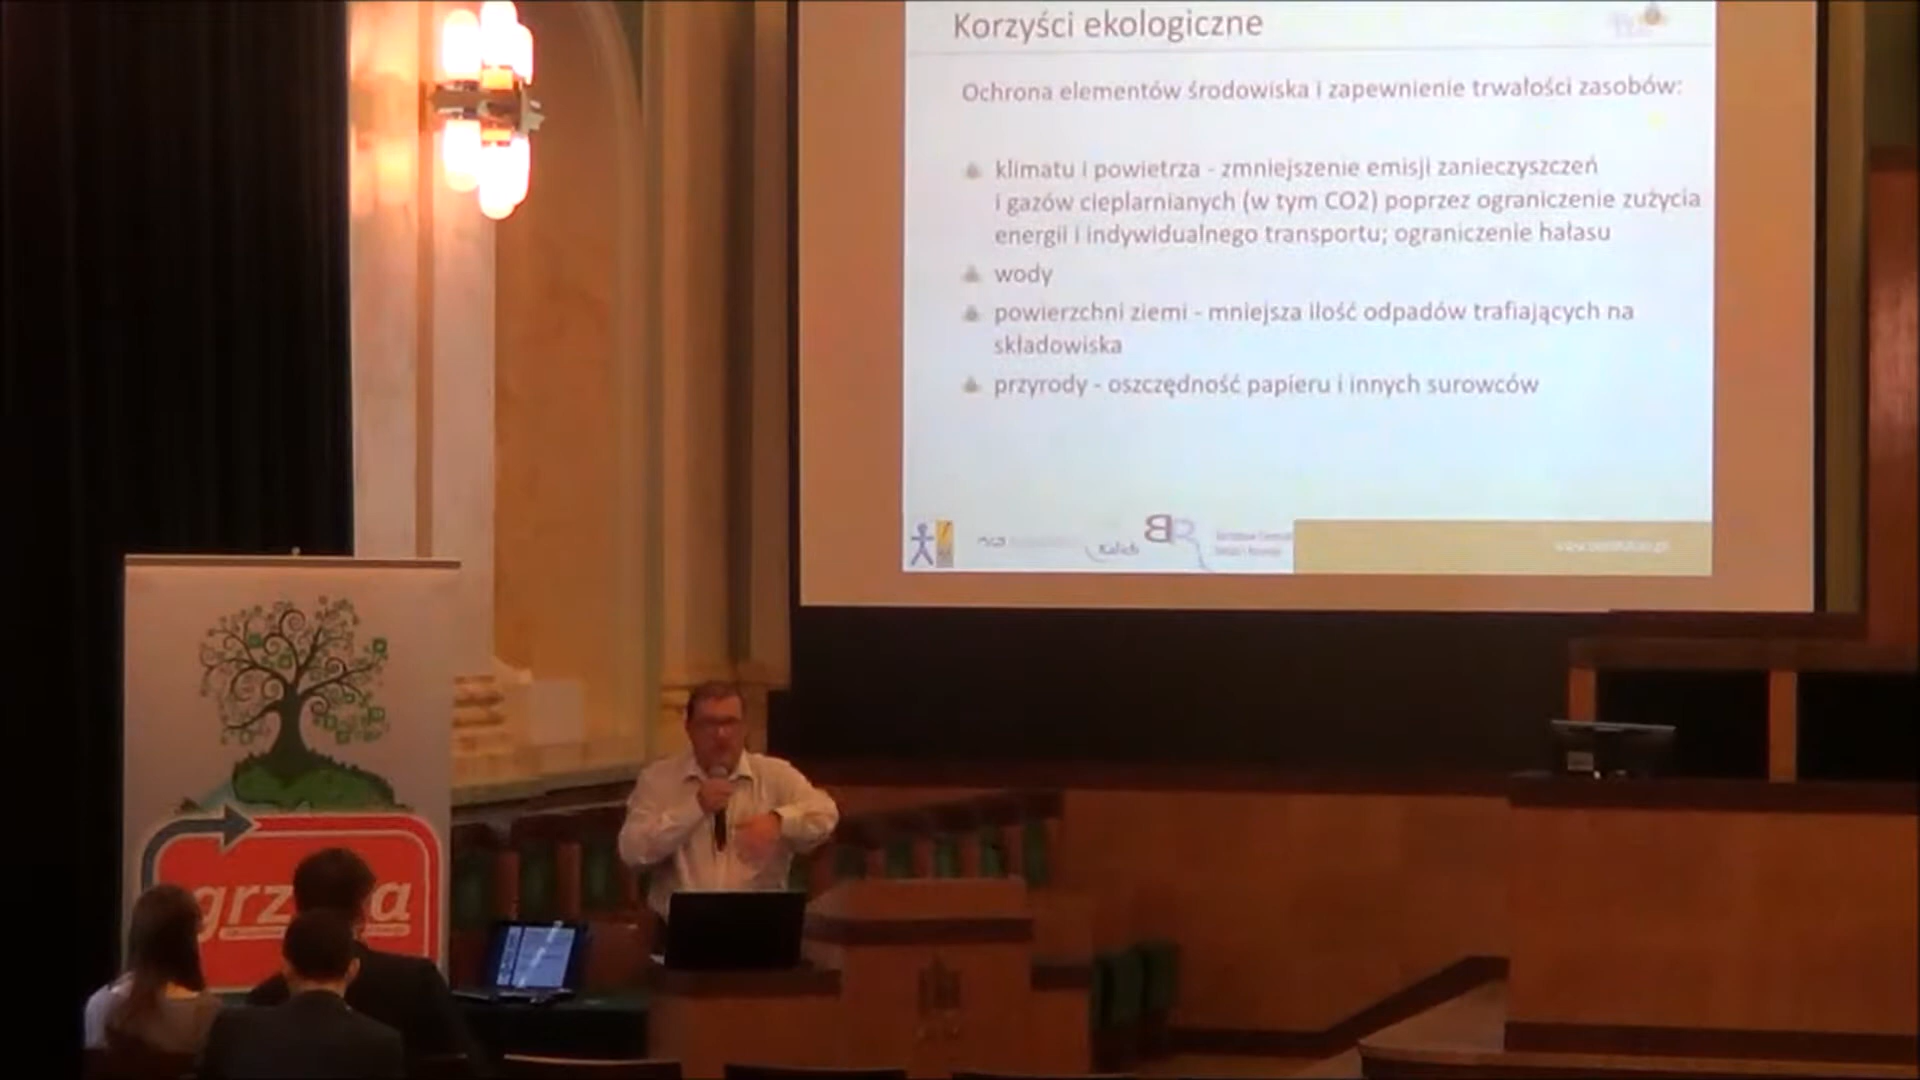 Korzyści ekologiczne
Ochrona elementów środowiska i zapewnienie trwałości zasobów:
klimatu i powietrza - zmniejszenie emisji zanieczyszczeń
i gazów cieplarnianych (w tym CO2) poprzez ograniczenie zużycia
energii i indywidualnego transportu; ograniczenie hałasu
wody
powierzchni ziemi - mniejsza ilość odpadów trafiających na
składowiska
przyrody - oszczędność papieru i innych surowców
BR